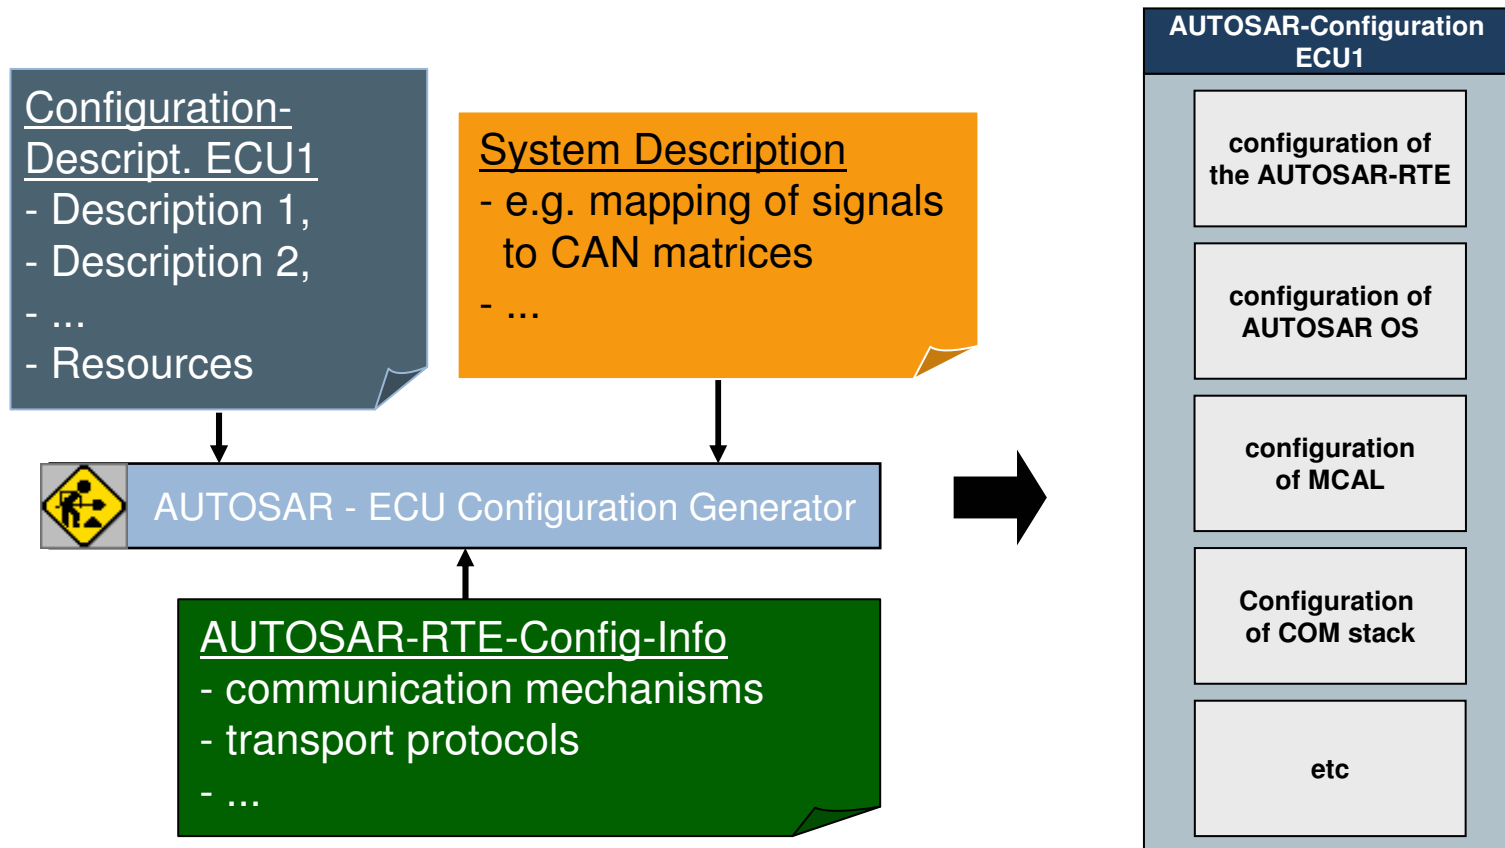 Configuration-
Descript. ECU1
- Description 1,
- Description 2,
- ...
- Resources
System Description
- e.g. mapping of signals
to CAN matrices
- ...
AUTOSAR - ECU Configuration Generator
AUTOSAR-RTE-Config-Info
- communication mechanisms
- transport protocols
- ...
AUTOSAR-Configuration
ECU1
configuration of
the AUTOSAR-RTE
configuration of
AUTOSAR OS
configuration
of MCAL
Configuration
of COM stack
etc